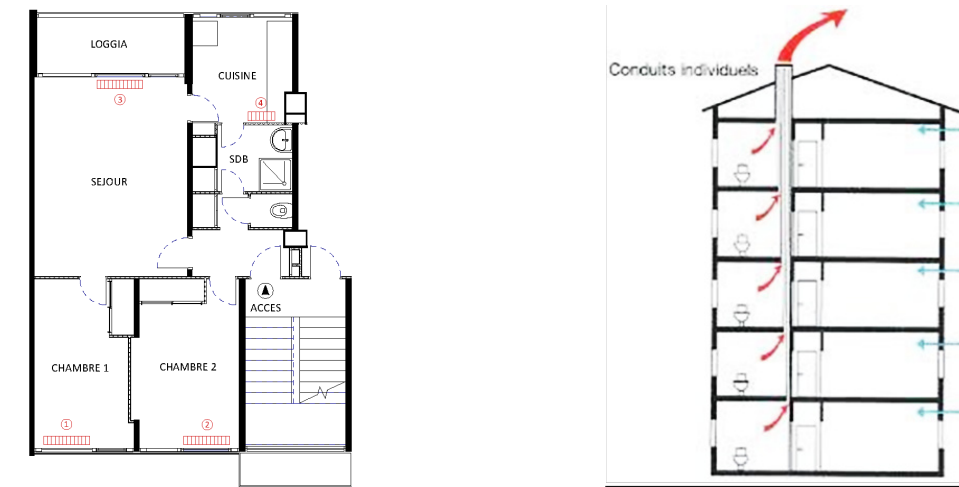 LOGGIA
CUISINE
③
④
SDB
SEJOUR
ACCES
CHAMBRE 1
CHAMBRE 2
①
②
Conduits individuels